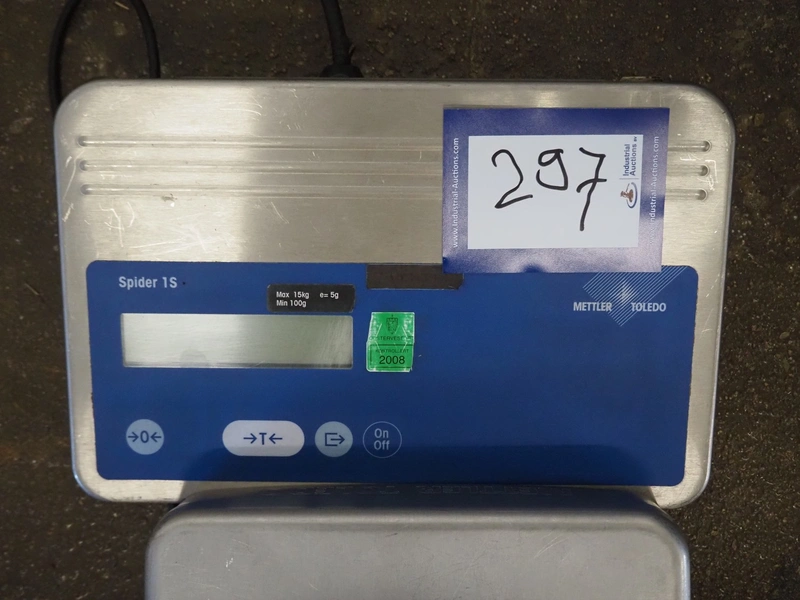 www.Industrial-Auctions.com
297
Industrial
Auctions
Industrial-Auctions.com
Spider 1S
Max 15kg e= 5g
Min 100g
METTLER TOLEDO
2008
→0←
→T←
On
Off